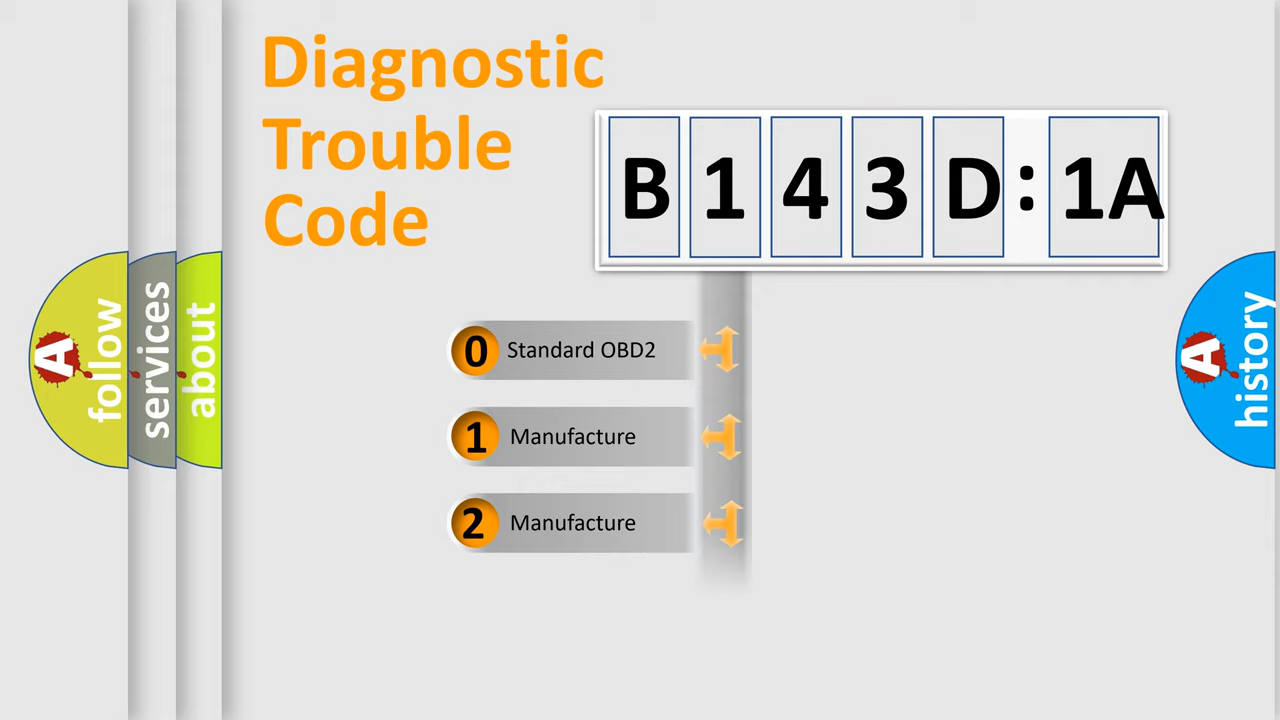 Diagnostic
Trouble
Code
B 1 4 3 D : 1A
0 Standard OBD2
1 Manufacture
2 Manufacture
A follow
services
about
A history